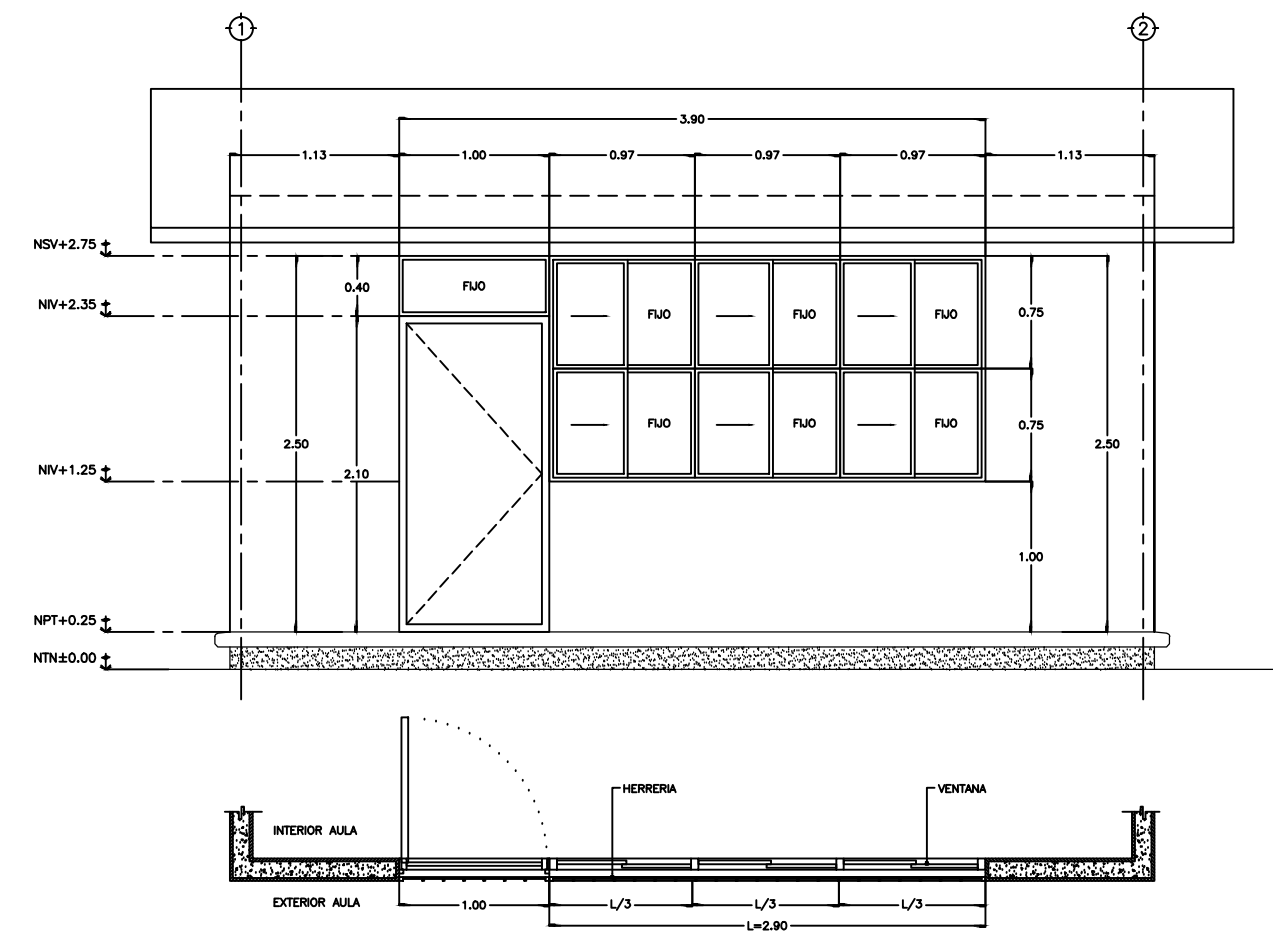 1 2
3.90
1.13 1.00 0.97 0.97 0.97 1.13
NSV+2.75
0.40 FIJO
NIV+2.35
FIJO FIJO FIJO 0.75
FIJO FIJO FIJO 0.75
2.50 2.50
NIV+1.25 2.10
1.00
NPT+0.25
NTN±0.00
HERRERIA VENTANA
INTERIOR AULA
EXTERIOR AULA 1.00 L/3 L/3 L/3
L=2.90